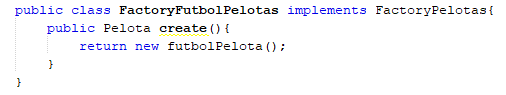 public class FactoryFutbolPelotas implements FactoryPelotas{
public Pelota create(){
return new futbolPelota();
}
}